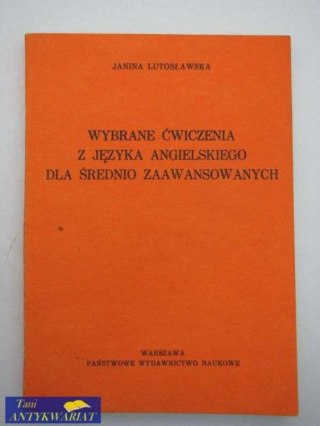 JANINA LUTOSŁAWSKA
WYBRANE ĆWICZENIA
Z JĘZYKA ANGIELSKIEGO
DLA ŚREDNIO ZAAWANSOWANYCH
WARSZAWA
PAŃSTWOWE WYDAWNICTWO NAUKOWE
Tani
ANTYKWARIAT